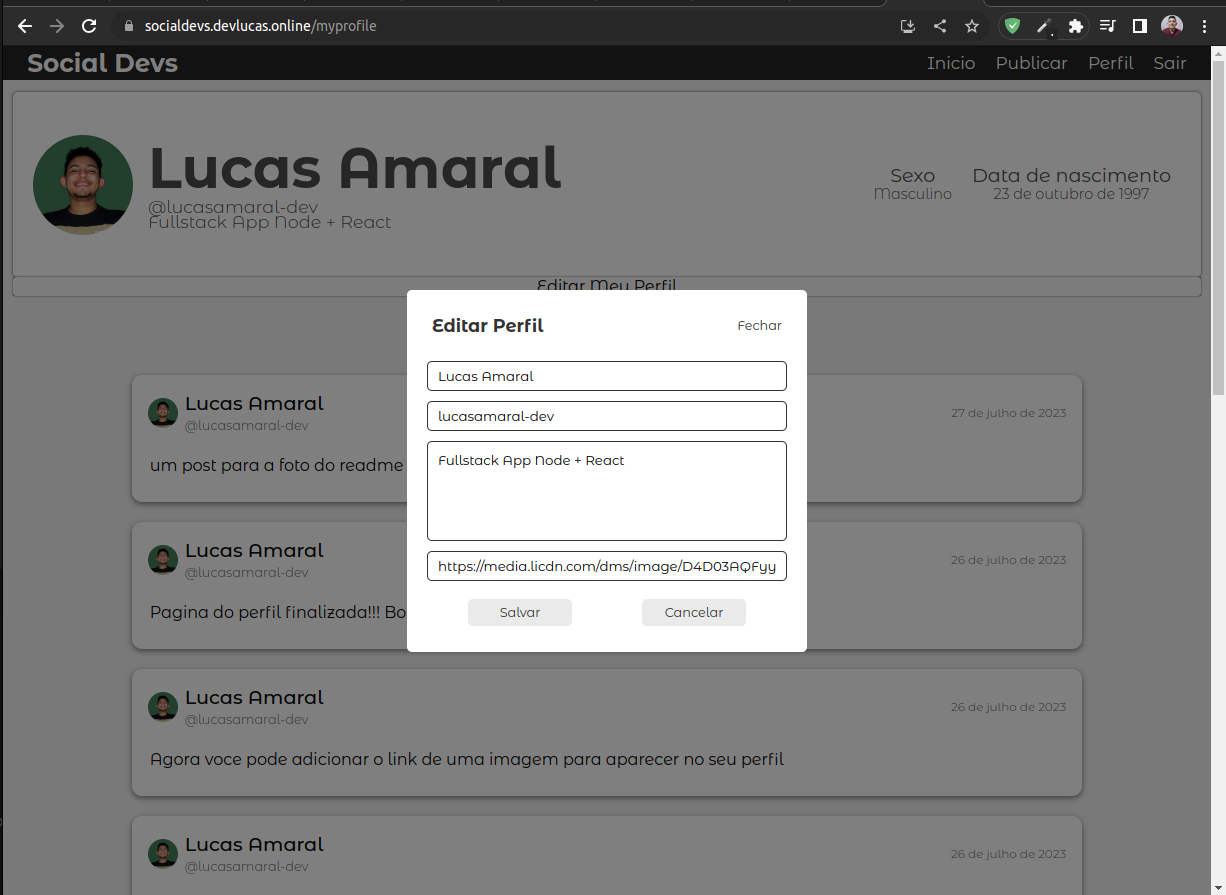 socialdevs.devlucas.online/myprofile
Social Devs
Inicio Publicar Perfil Sair
Lucas Amaral
@lucasamaral-dev
Fullstack App Node + React
Sexo
Masculino
Data de nascimento
23 de outubro de 1997
Editar Meu Perfil
Editar Perfil
Fechar
Lucas Amaral
lucasamaral-dev
Fullstack App Node + React
https://media.licdn.com/dms/image/D4D03AQFyy
Salvar
Cancelar
Lucas Amaral
@lucasamaral-dev
27 de julho de 2023
um post para a foto do readme
Lucas Amaral
@lucasamaral-dev
26 de julho de 2023
Pagina do perfil finalizada!!! Bo
Lucas Amaral
@lucasamaral-dev
26 de julho de 2023
Agora voce pode adicionar o link de uma imagem para aparecer no seu perfil
Lucas Amaral
@lucasamaral-dev
26 de julho de 2023